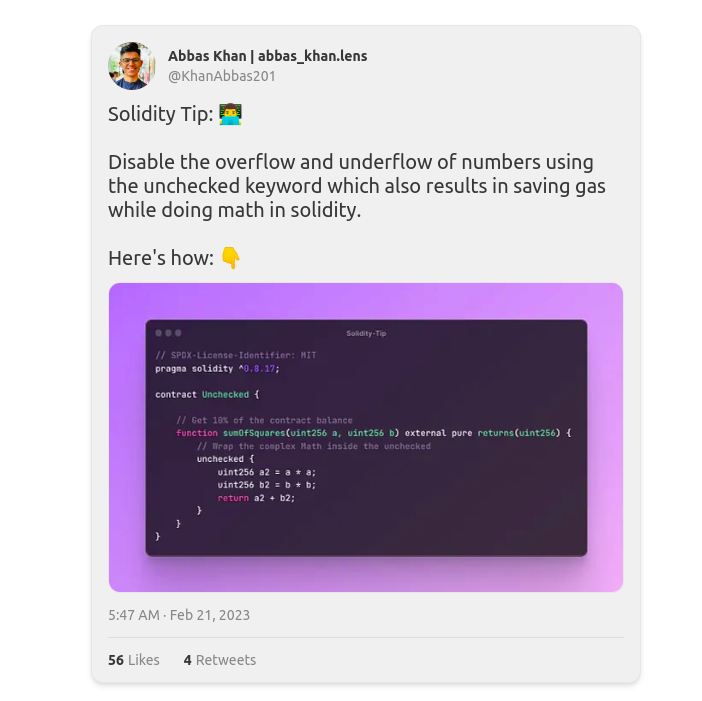 Abbas Khan | abbas_khan.lens
@KhanAbbas201
Solidity Tip: 👨‍💻
Disable the overflow and underflow of numbers using
the unchecked keyword which also results in saving gas
while doing math in solidity.
Here's how: 👇
Solidity-Tip
// SPDX-License-Identifier: MIT
pragma solidity ^0.8.17;
contract Unchecked {
// Get 10% of the contract balance
function sumOfSquares(uint256 a, uint256 b) external pure returns(uint256) {
// Wrap the complex Math inside the unchecked
unchecked {
uint256 a2 = a * a;
uint256 b2 = b * b;
return a2 + b2;
}
}
}
5:47 AM · Feb 21, 2023
56 Likes 4 Retweets